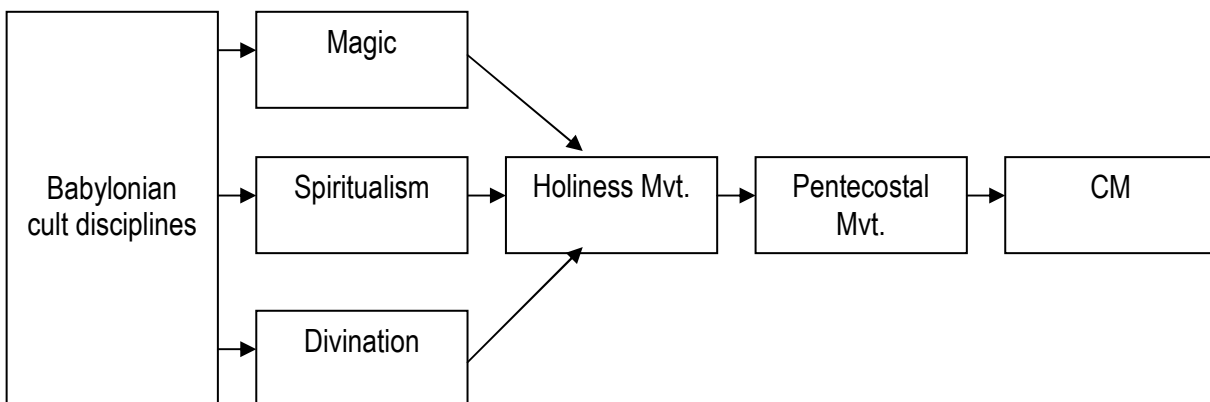 Magic
Babylonian
cult disciplines
Spiritualism
Holiness Mvt.
Pentecostal
Mvt.
CM
Divination